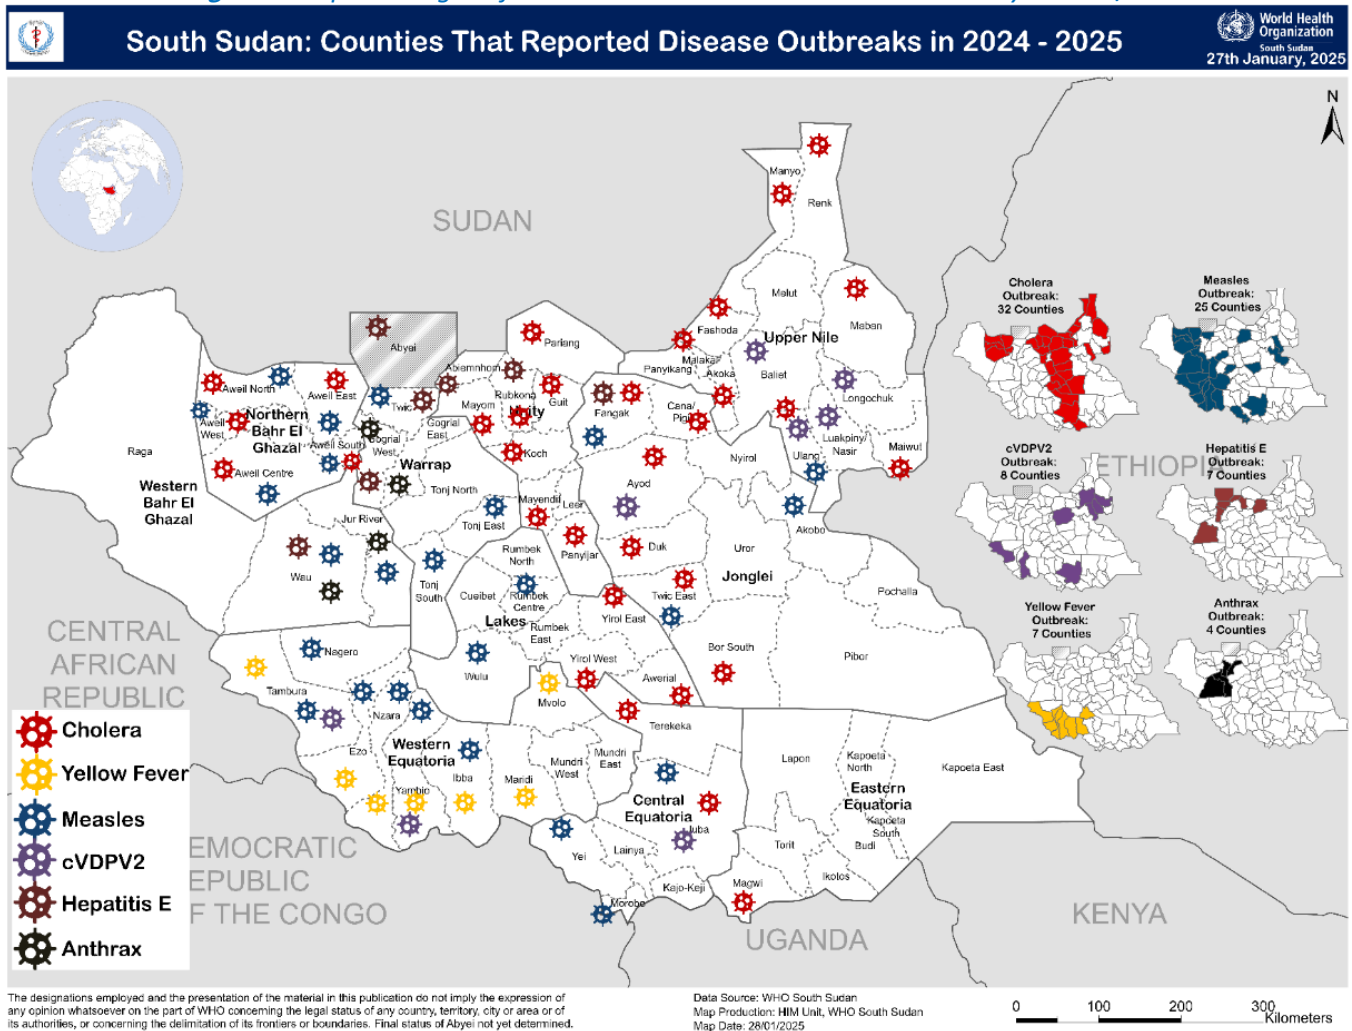 South Sudan: Counties That Reported Disease Outbreaks in 2024 - 2025
World Health
Organization
South Sudan
27th January, 2025
N
SUDAN
Manyo
Renk
Melut
Maban
Fashoda
Upper Nile
Malakal
Panyikang
Akoka
Baliet
Longochuk
Luakpiny/
Nasir
Maiwut
Ulang
Nyirol
Abyei
Pariang
Abiemnhom
Rubkona
Unity
Guit
Mayom
Koch
Mayendit
Leer
Panyijar
Fangak
Cana/
Pigi
Ayod
Duk
Uror
Akobo
Jonglei
Twic East
Pochalla
Pibor
Bor South
Aweil North
Aweil East
Northern
Bahr El
Ghazal
Aweil
West
Aweil South
Aweil Centre
Twic
Gogrial
East
Gogrial
West
Warrap
Tonj North
Tonj East
Tonj
South
Raga
Western
Bahr El
Ghazal
Jur River
Wau
Rumbek
North
Cueibet
Rumbek
Centre
Lakes
Rumbek
East
Yirol East
Yirol West
Awerial
Wulu
CENTRAL
AFRICAN
REPUBLIC
Nagero
Tambura
Nzara
Ezo
Western
Equatoria
Yambio
Ibba
Maridi
Mvolo
Mundri
West
Mundri
East
Terekeka
Central
Equatoria
Juba
Yei
Lainya
Kajo-Keji
Morobo
Lapon
Kapoeta
North
Kapoeta East
Eastern
Equatoria
Kapoeta
South
Torit
Budi
Ikotos
Magwi
ETHIOPIA
KENYA
UGANDA
EMOCRATIC
EPUBLIC
F THE CONGO
Cholera
Yellow Fever
Measles
cVDPV2
Hepatitis E
Anthrax
Cholera
Outbreak:
32 Counties
Measles
Outbreak:
25 Counties
cVDPV2
Outbreak:
8 Counties
Hepatitis E
Outbreak:
7 Counties
Yellow Fever
Outbreak:
7 Counties
Anthrax
Outbreak:
4 Counties
The designations employed and the presentation of the material in this publication do not imply the expression of
any opinion whatsoever on the part of WHO concerning the legal status of any country, territory, city or area or of
its authorities, or concerning the delimitation of its frontiers or boundaries. Final status of Abyei not yet determined.
Data Source: WHO South Sudan
Map Production: HIM Unit, WHO South Sudan
Map Date: 28/01/2025
0 100 200 300
Kilometers